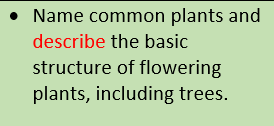 • Name common plants and
describe the basic
structure of flowering
plants, including trees.